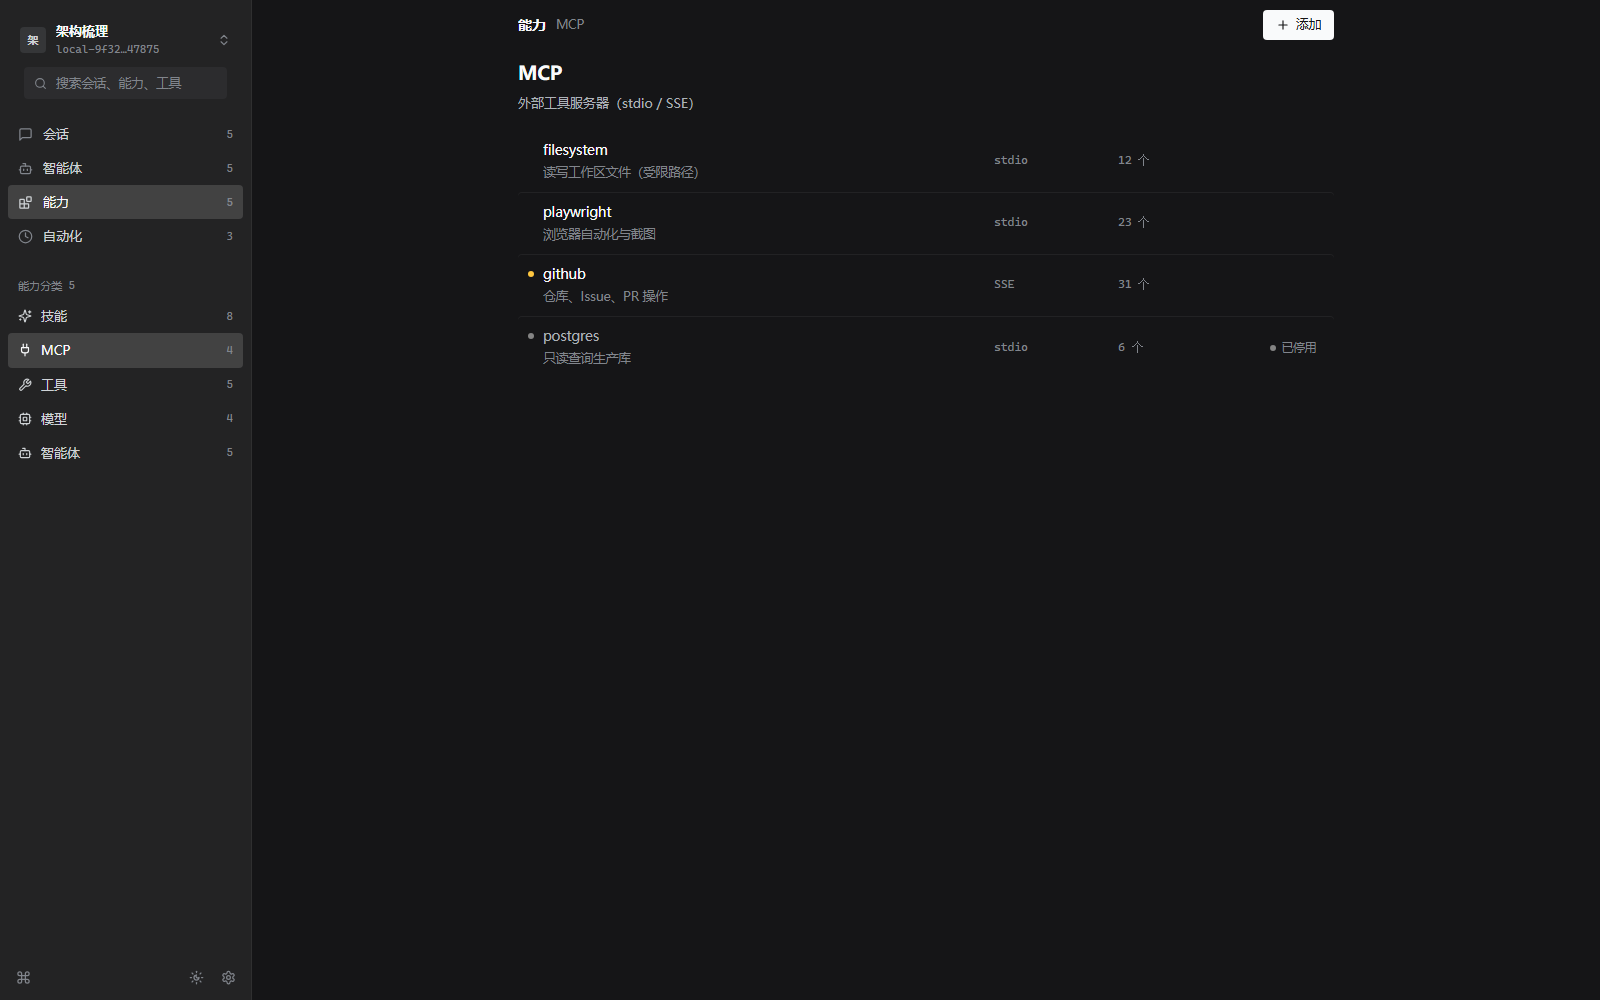 架
架构梳理
local-9f32…47875
搜索会话、能力、工具
会话 5
智能体 5
能力 5
自动化 3
能力分类 5
技能 8
MCP 4
工具 5
模型 4
智能体 5
能力 MCP
添加
MCP
外部工具服务器（stdio / SSE）
filesystem
读写工作区文件（受限路径）
stdio
12 个
playwright
浏览器自动化与截图
stdio
23 个
github
仓库、Issue、PR 操作
SSE
31 个
postgres
只读查询生产库
stdio
6 个
已停用